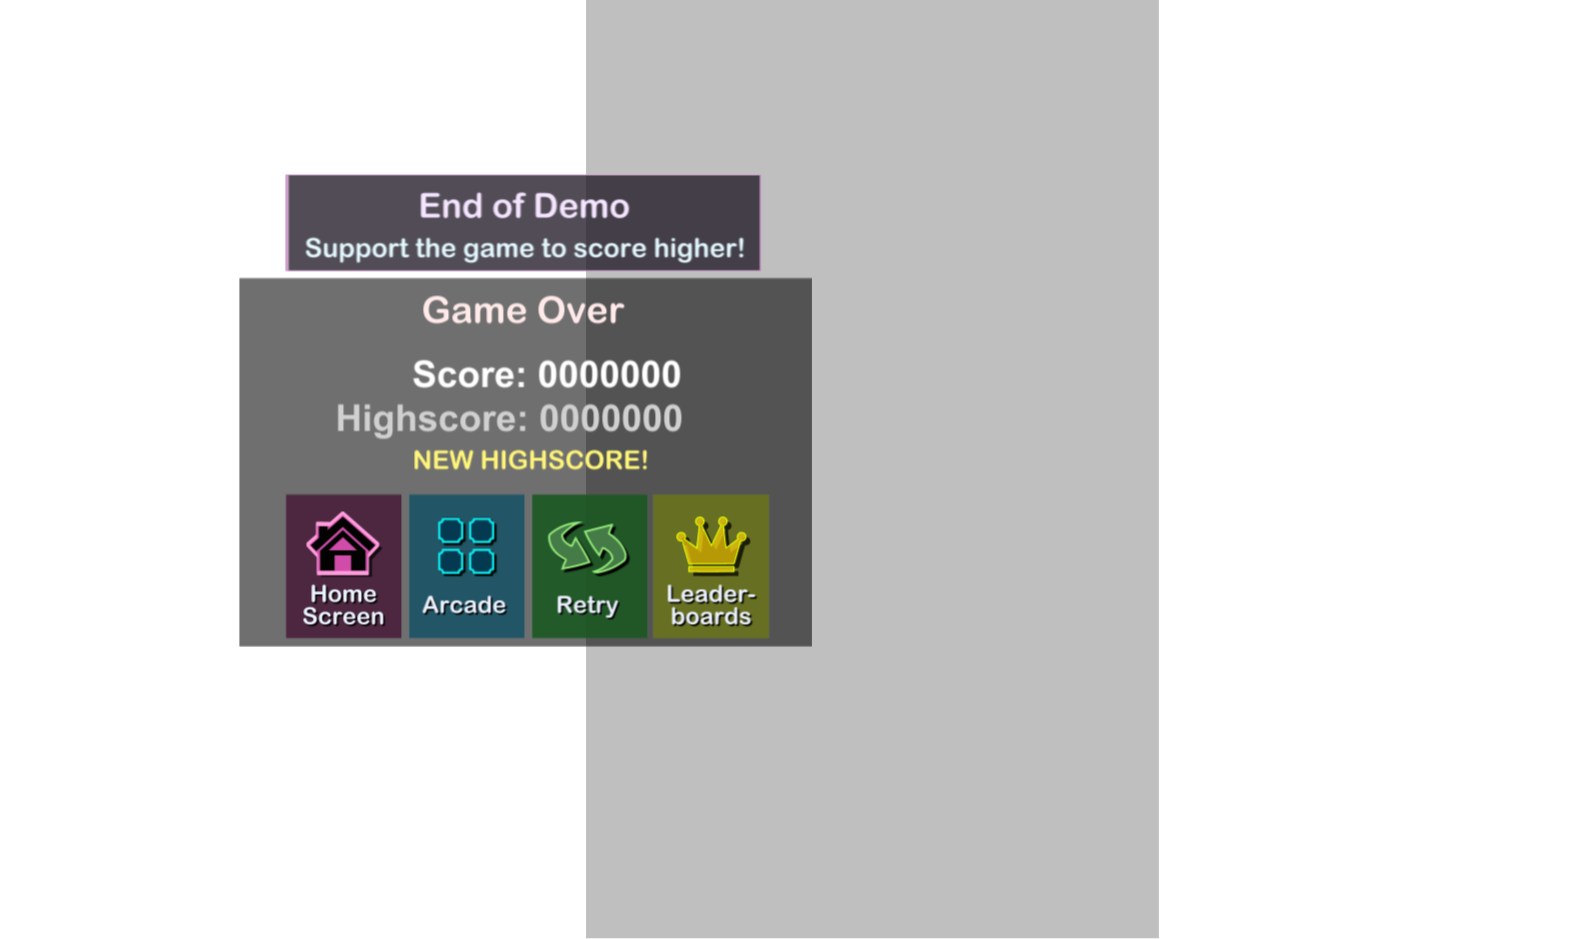 End of Demo
Support the game to score higher!
Game Over
Score: 0000000
Highscore: 0000000
NEW HIGHSCORE!
Home
Screen
Arcade
Retry
Leader-
boards